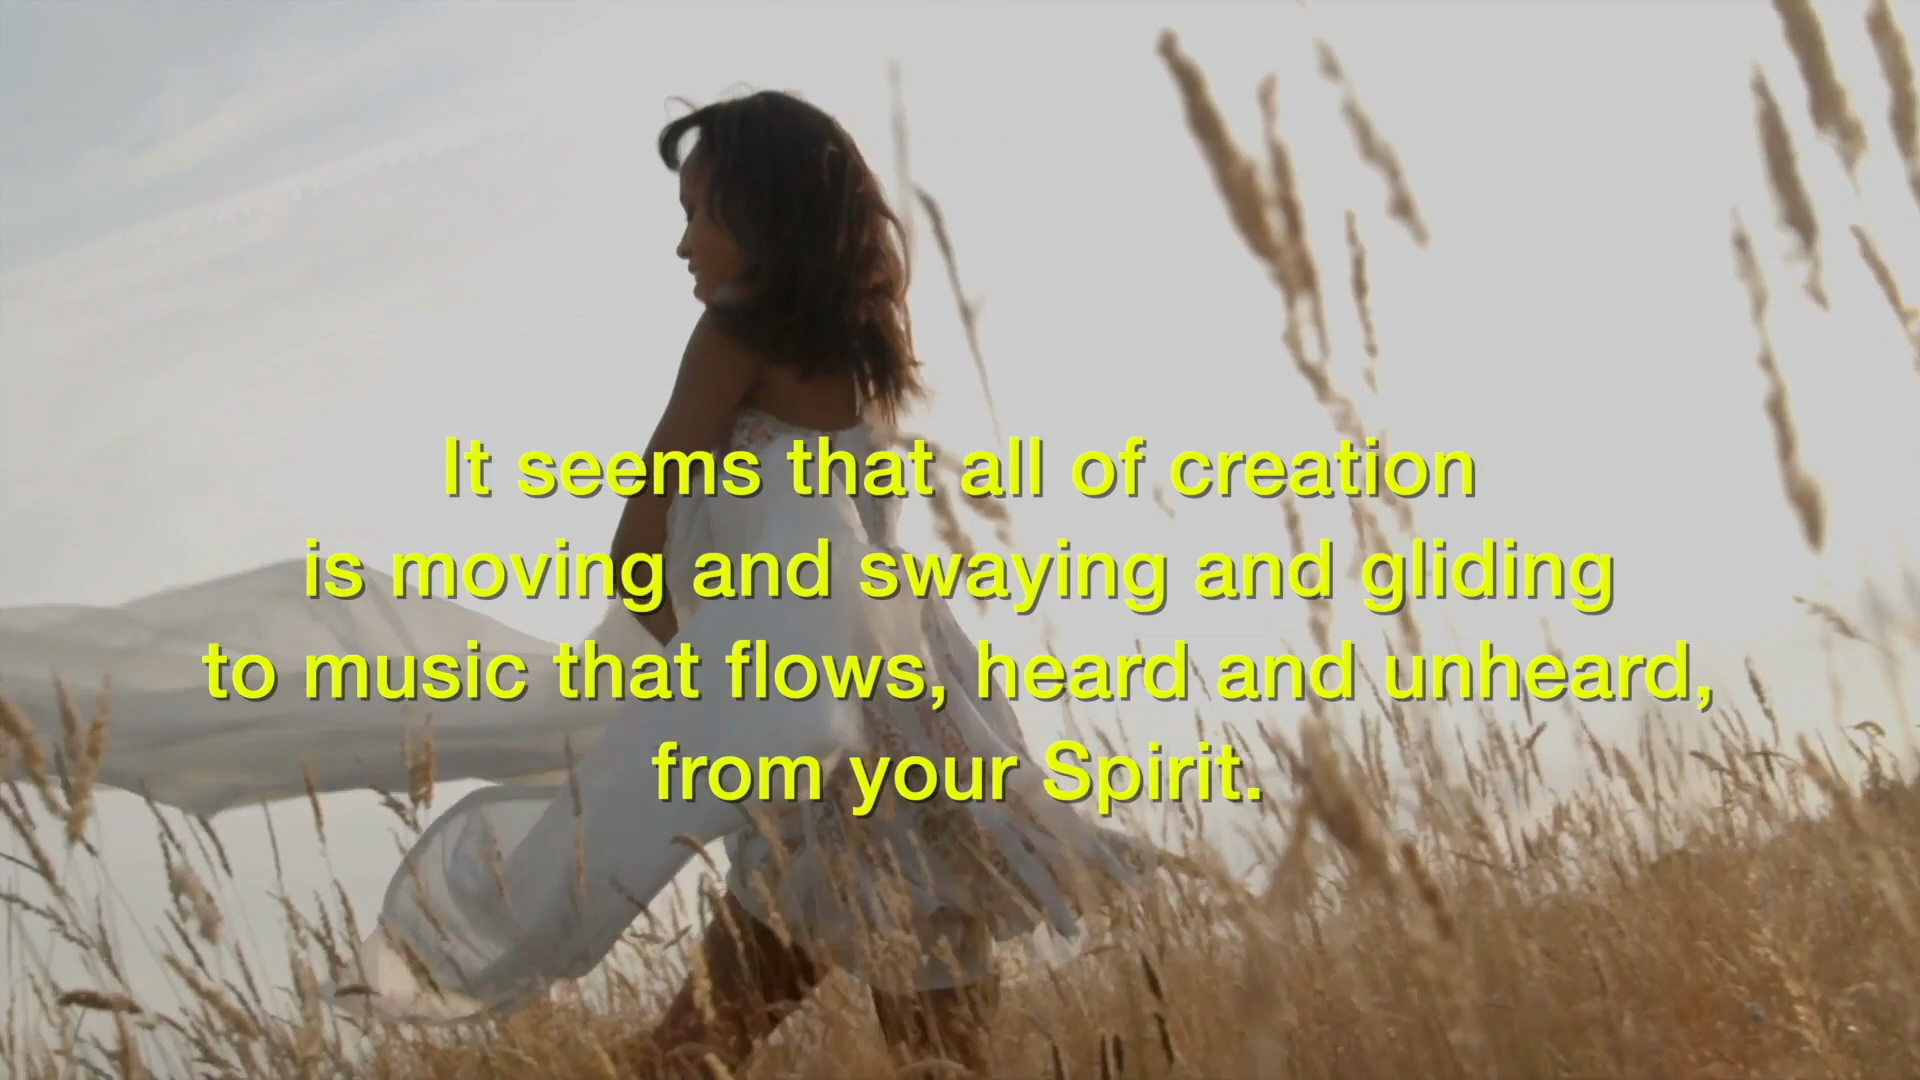 It seems that all of creation
is moving and swaying and gliding
to music that flows, heard and unheard,
from your Spirit.